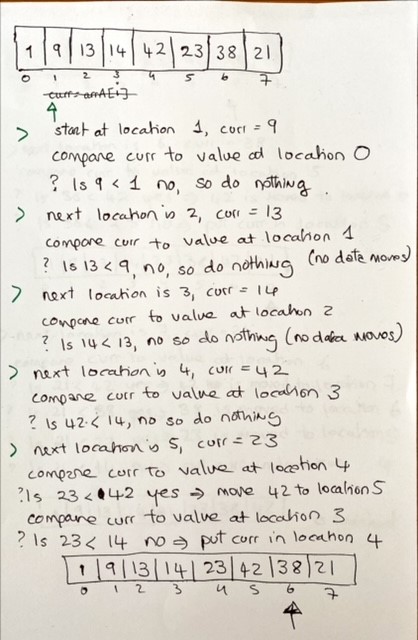 1 9 13 14 42 23 38 21
0 1 2 3 4 5 6 7
curr = arrA[i]
> start at location 1, curr = 9
compare curr to value at location 0
? Is 9 < 1 no, so do nothing.
> next location is 2, curr = 13
compare curr to value at location 1
? Is 13 < 9, no, so do nothing (no data moves)
> next location is 3, curr = 14
compare curr to value at location 2
? Is 14 < 13, no so do nothing (no data moves)
> next location is 4, curr = 42
compare curr to value at location 3
? Is 42 < 14, no so do nothing
> next location is 5, curr = 23
compare curr to value at location 4
? Is 23 < 42 yes ⇒ move 42 to location 5
compare curr to value at location 3
? Is 23 < 14 no ⇒ put curr in location 4
1 9 13 14 23 42 38 21
0 1 2 3 4 5 6 7